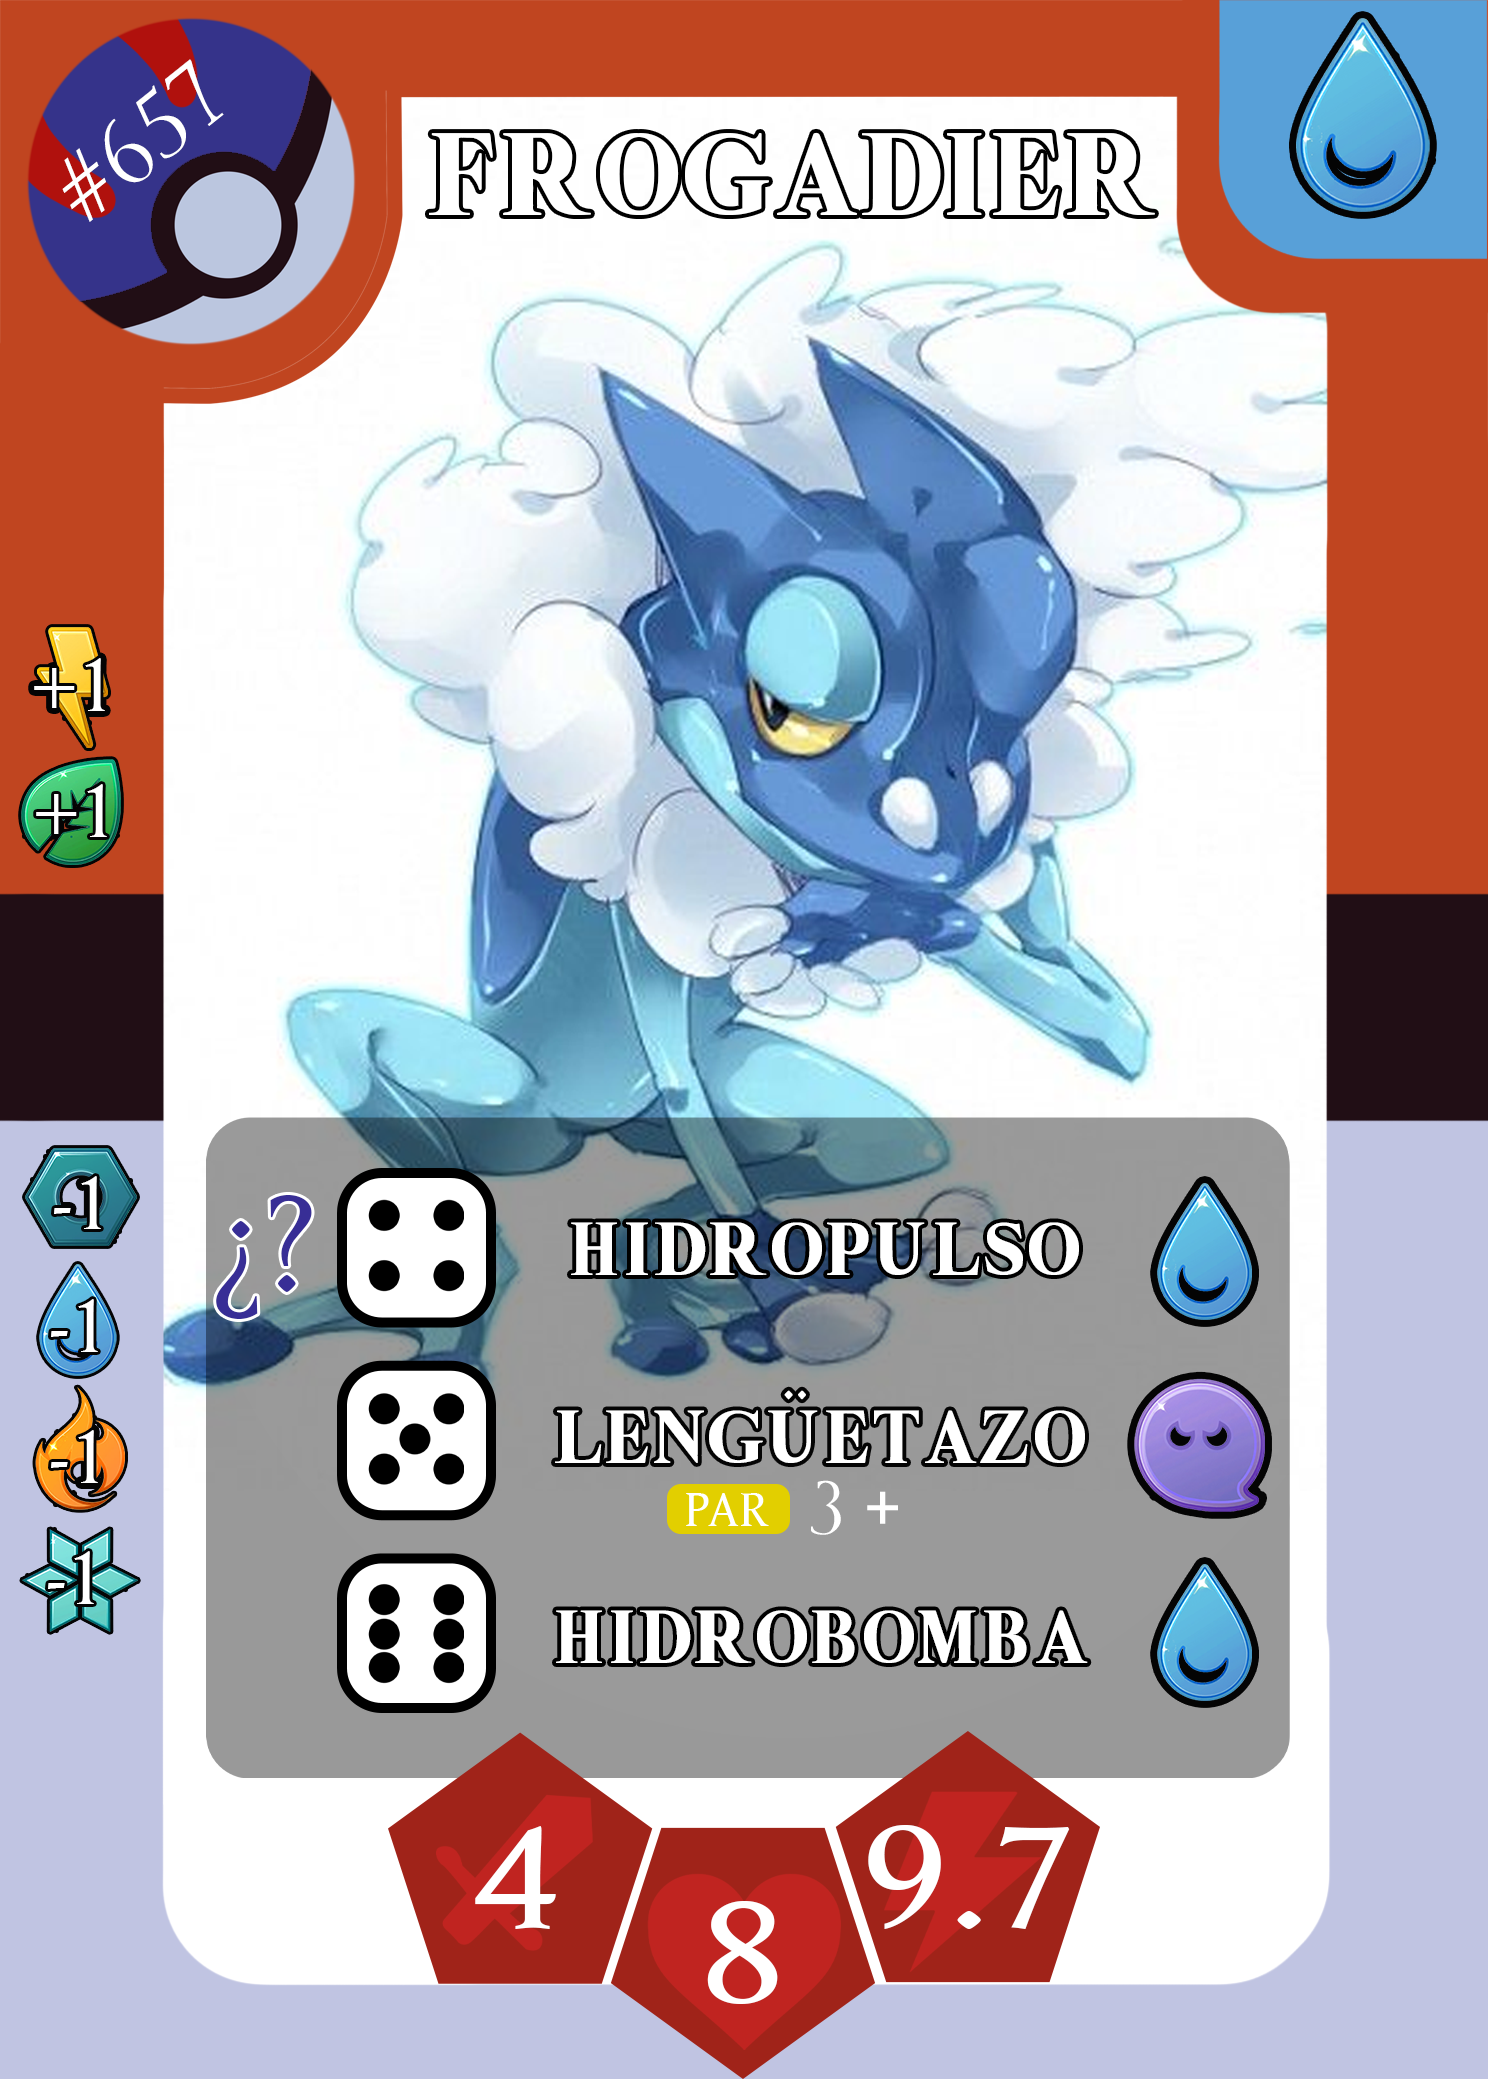 #657
FROGADIER
+1
+1
-1
-1
-1
-1
¿?
HIDROPULSO
LENGÜETAZO
PAR 3 +
HIDROBOMBA
4
8
9.7